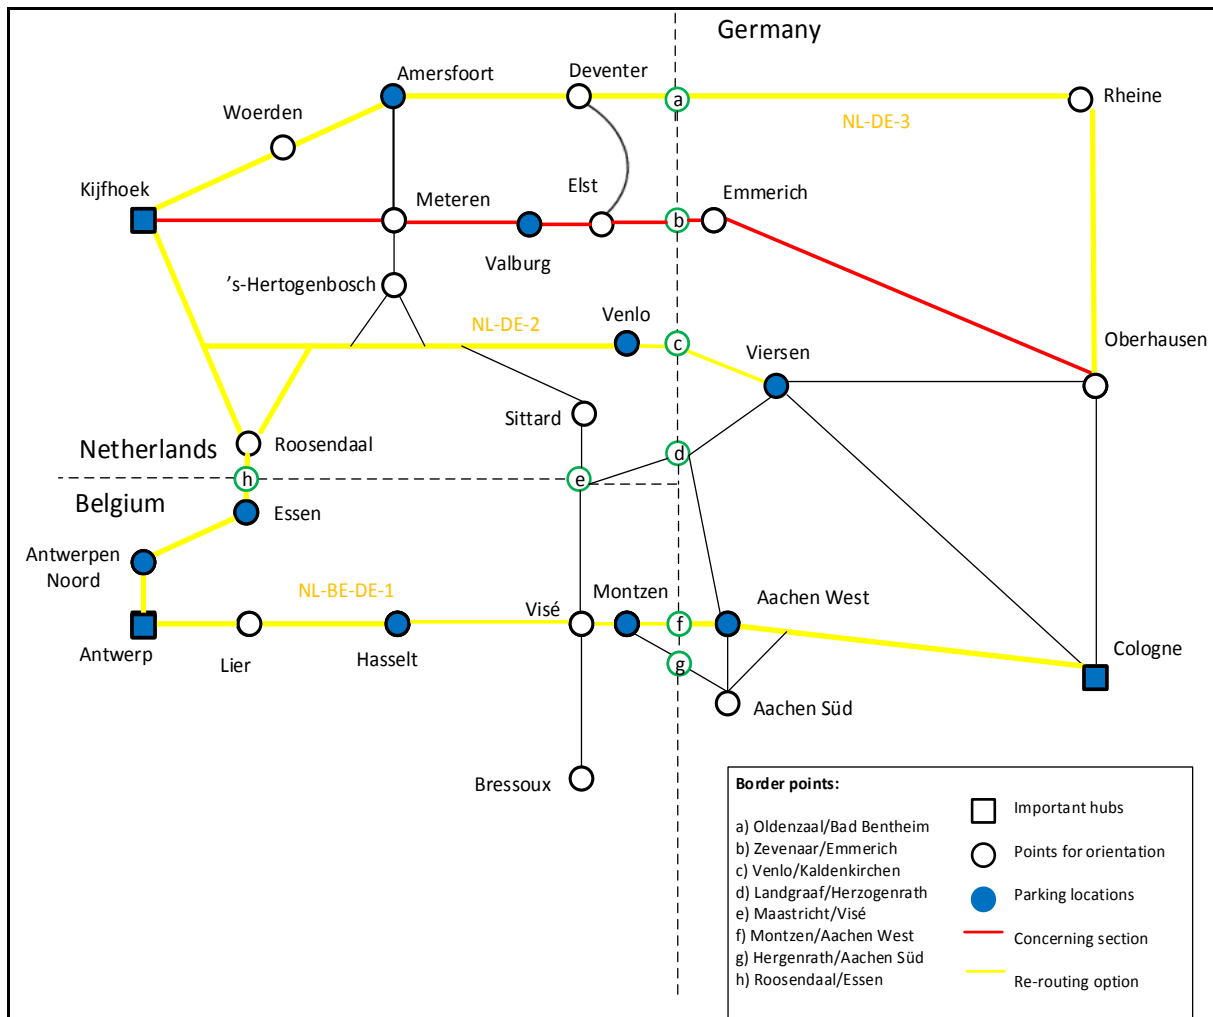 Germany
Amersfoort
Deventer
a
Rheine
Woerden
NL-DE-3
Kijfhoek
Meteren
Elst
b
Emmerich
Valburg
's-Hertogenbosch
NL-DE-2
Venlo
c
Viersen
Oberhausen
Sittard
Roosendaal
Netherlands
d
h
e
Belgium
Essen
Antwerpen
Noord
NL-BE-DE-1
Visé
Montzen
f
Aachen West
Antwerp
Lier
Hasselt
g
Cologne
Aachen Süd
Bressoux
Border points:
a) Oldenzaal/Bad Bentheim
b) Zevenaar/Emmerich
c) Venlo/Kaldenkirchen
d) Landgraaf/Herzogenrath
e) Maastricht/Visé
f) Montzen/Aachen West
g) Hergenrath/Aachen Süd
h) Roosendaal/Essen
Important hubs
Points for orientation
Parking locations
Concerning section
Re-routing option